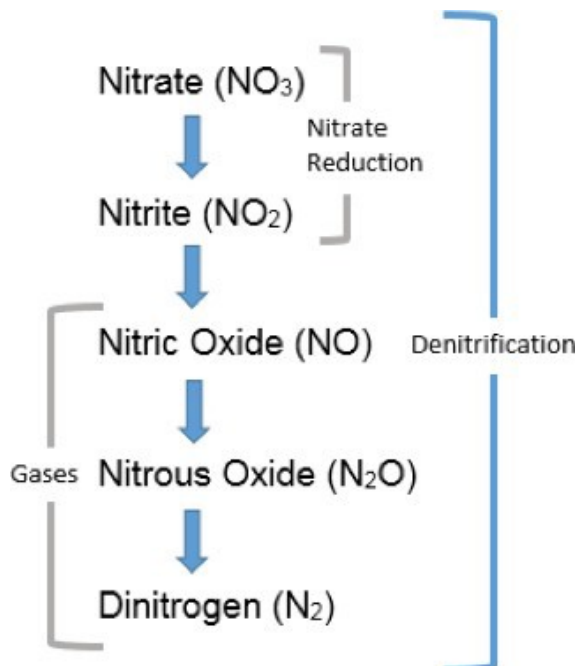 Nitrate (NO₃)
Nitrate
Reduction
Nitrite (NO₂)
Nitric Oxide (NO)
Denitrification
Gases
Nitrous Oxide (N₂O)
Dinitrogen (N₂)